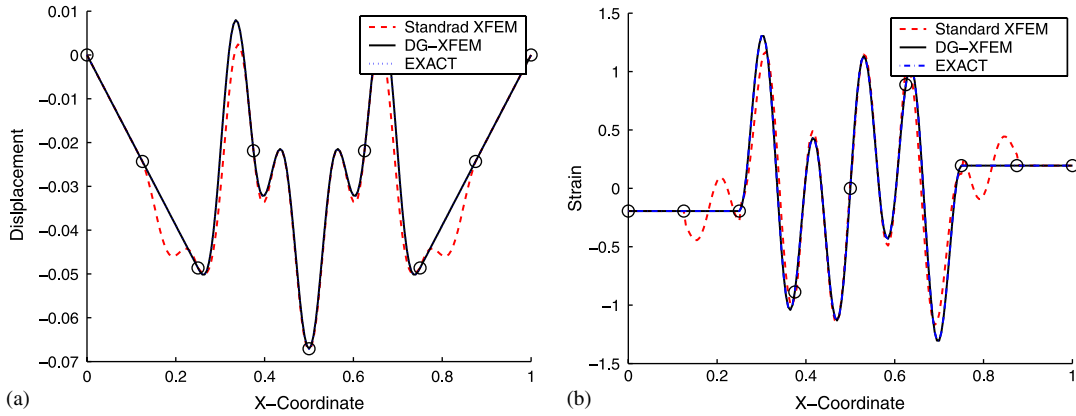 0.01
0
−0.01
−0.02
−0.03
−0.04
−0.05
−0.06
−0.07
Dislplacement
0
0.2
0.4
0.6
0.8
1
X−Coordinate
(a)
Standrad XFEM
DG−XFEM
EXACT
1.5
1
0.5
0
−0.5
−1
−1.5
Strain
0
0.2
0.4
0.6
0.8
1
X−Coordinate
(b)
Standard XFEM
DG−XFEM
EXACT